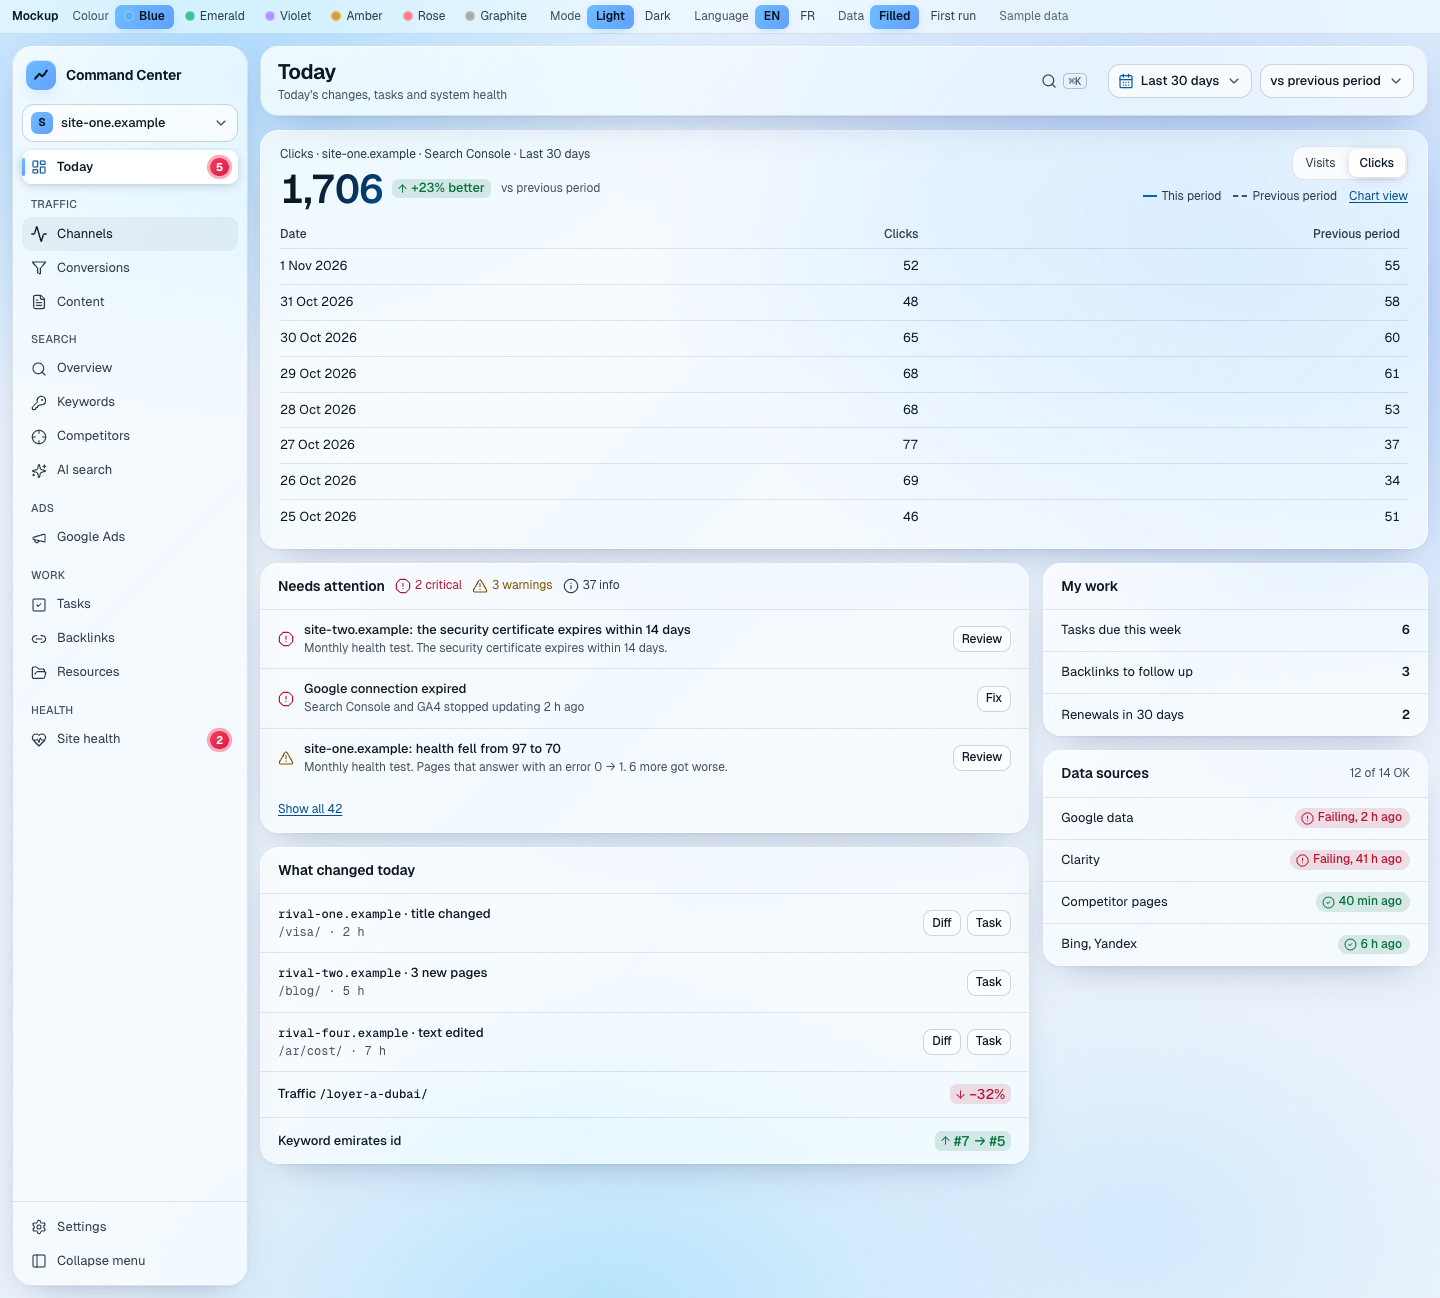 Mockup Colour Blue Emerald Violet Amber Rose Graphite Mode Light Dark Language EN FR Data Filled First run Sample data
Command Center
S site-one.example
Today 5
TRAFFIC
Channels
Conversions
Content
SEARCH
Overview
Keywords
Competitors
AI search
ADS
Google Ads
WORK
Tasks
Backlinks
Resources
HEALTH
Site health 2
Settings
Collapse menu
Today
Today's changes, tasks and system health
⌘K Last 30 days vs previous period
Clicks · site-one.example · Search Console · Last 30 days
Visits Clicks
1,706 ↑ +23% better vs previous period
This period Previous period Chart view
Date Clicks Previous period
1 Nov 2026 52 55
31 Oct 2026 48 58
30 Oct 2026 65 60
29 Oct 2026 68 61
28 Oct 2026 68 53
27 Oct 2026 77 37
26 Oct 2026 69 34
25 Oct 2026 46 51
Needs attention 2 critical 3 warnings 37 info
site-two.example: the security certificate expires within 14 days
Monthly health test. The security certificate expires within 14 days.
Review
Google connection expired
Search Console and GA4 stopped updating 2 h ago
Fix
site-one.example: health fell from 97 to 70
Monthly health test. Pages that answer with an error 0 → 1. 6 more got worse.
Review
Show all 42
What changed today
rival-one.example · title changed
/visa/ · 2 h
Diff Task
rival-two.example · 3 new pages
/blog/ · 5 h
Task
rival-four.example · text edited
/ar/cost/ · 7 h
Diff Task
Traffic /loyer-a-dubai/ ↓ −32%
Keyword emirates id ↑ #7 → #5
My work
Tasks due this week 6
Backlinks to follow up 3
Renewals in 30 days 2
Data sources 12 of 14 OK
Google data Failing, 2 h ago
Clarity Failing, 41 h ago
Competitor pages 40 min ago
Bing, Yandex 6 h ago